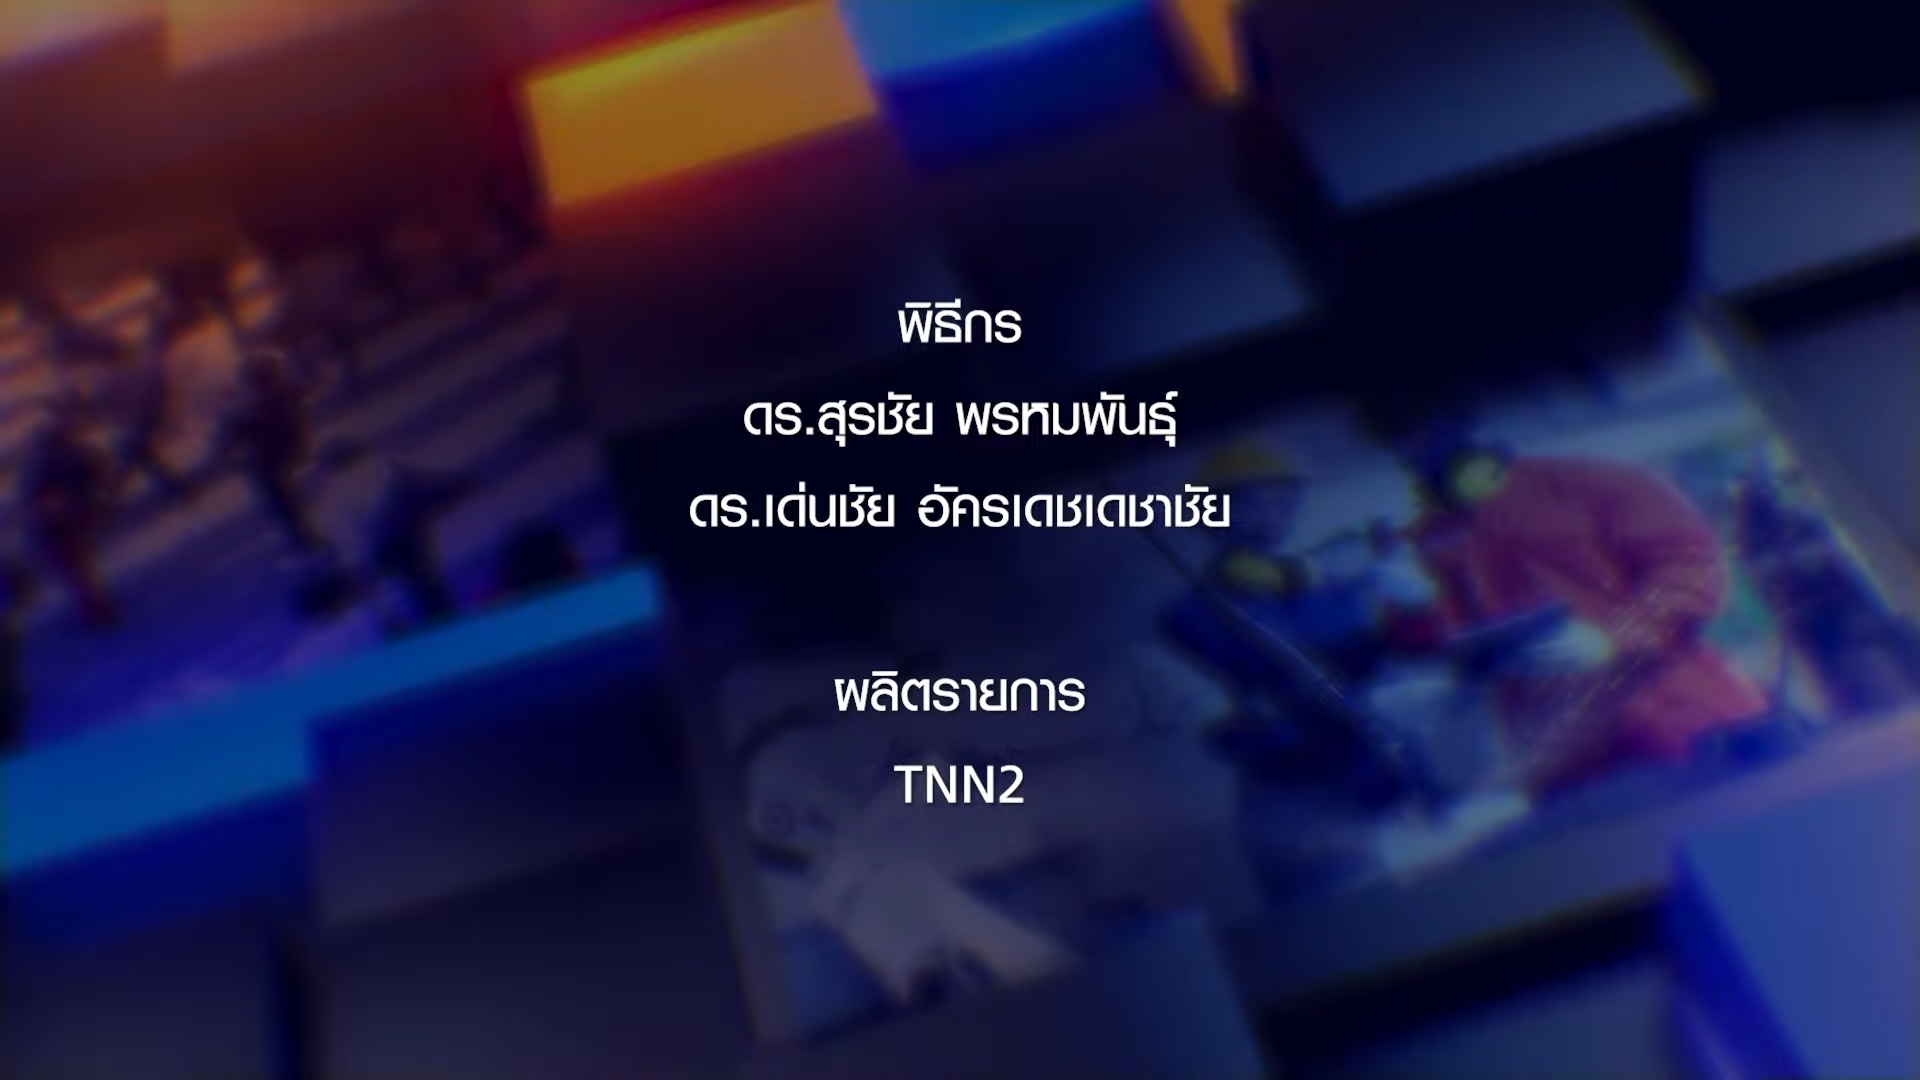 พิธีกร
ดร.สุรชัย พรหมพันธุ์
ดร.เด่นชัย อัครเดชเดชาชัย
ผลิตรายการ
TNN2